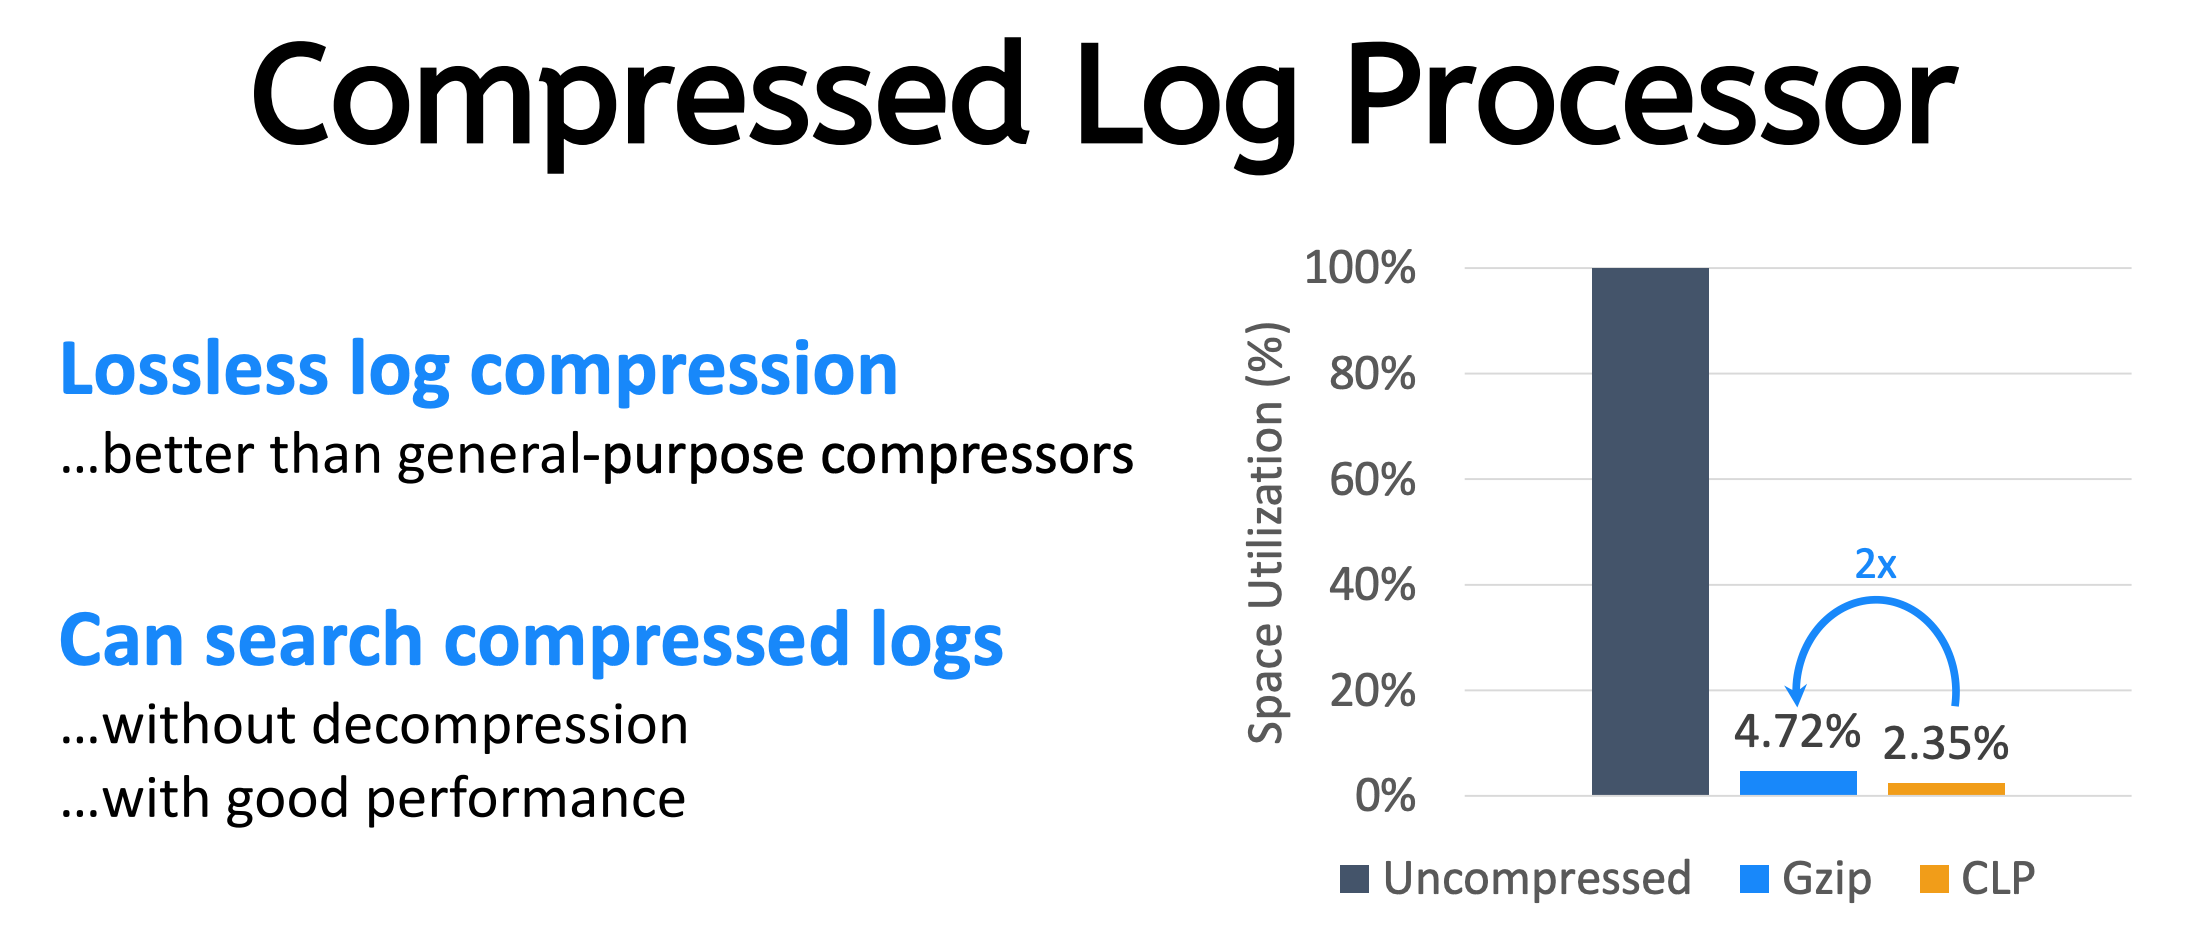 Compressed Log Processor
Lossless log compression
...better than general-purpose compressors
Can search compressed logs
...without decompression
...with good performance
Space Utilization (%)
100%
80%
60%
40%
20%
0%
2x
4.72%
2.35%
Uncompressed
Gzip
CLP